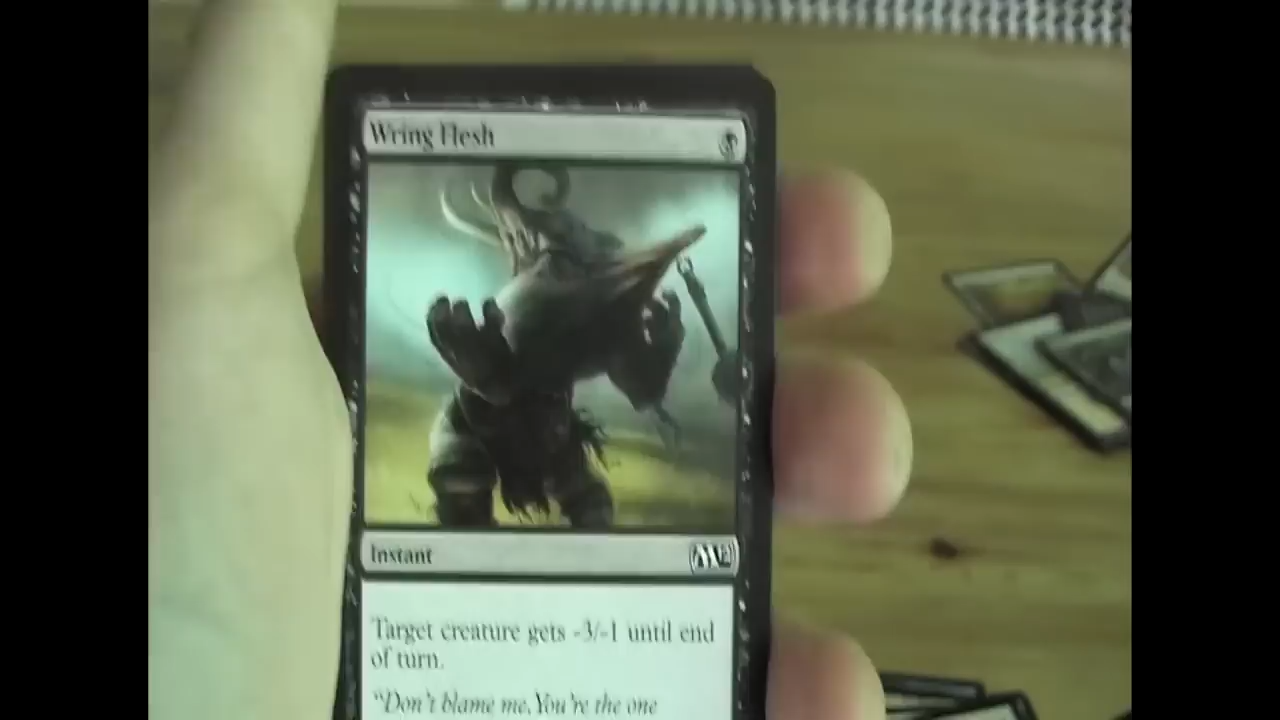 Wring Flesh
Instant
M12
Target creature gets -3/-1 until end
of turn.
"Don't blame me. You're the one